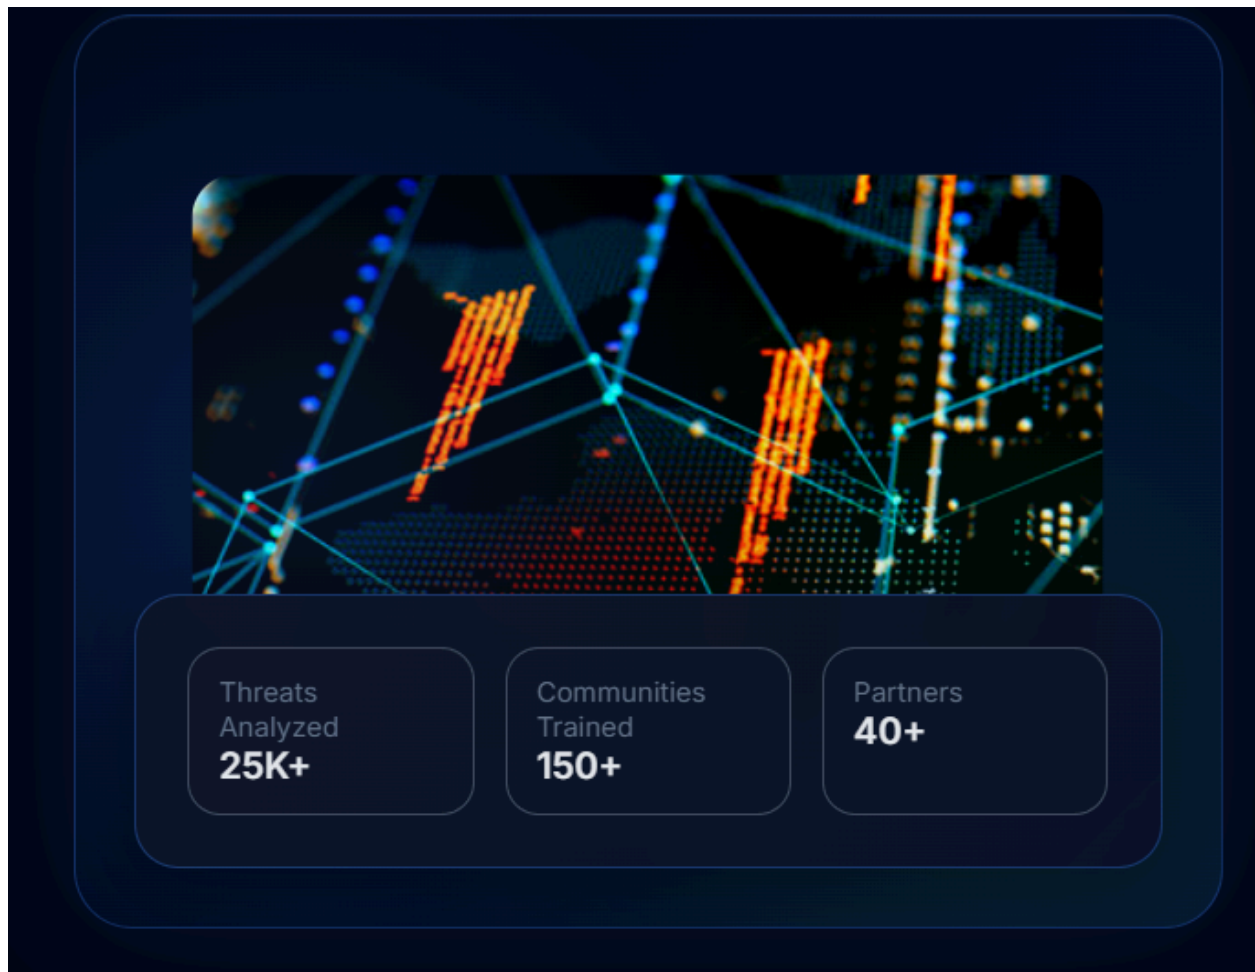 Threats
Analyzed
25K+
Communities
Trained
150+
Partners
40+